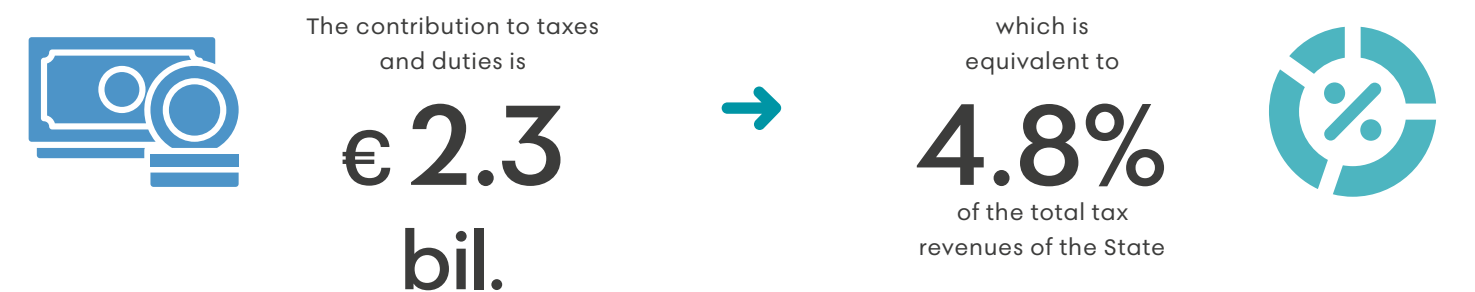 The contribution to taxes
and duties is
€ 2.3
bil.
which is
equivalent to
4.8%
of the total tax
revenues of the State